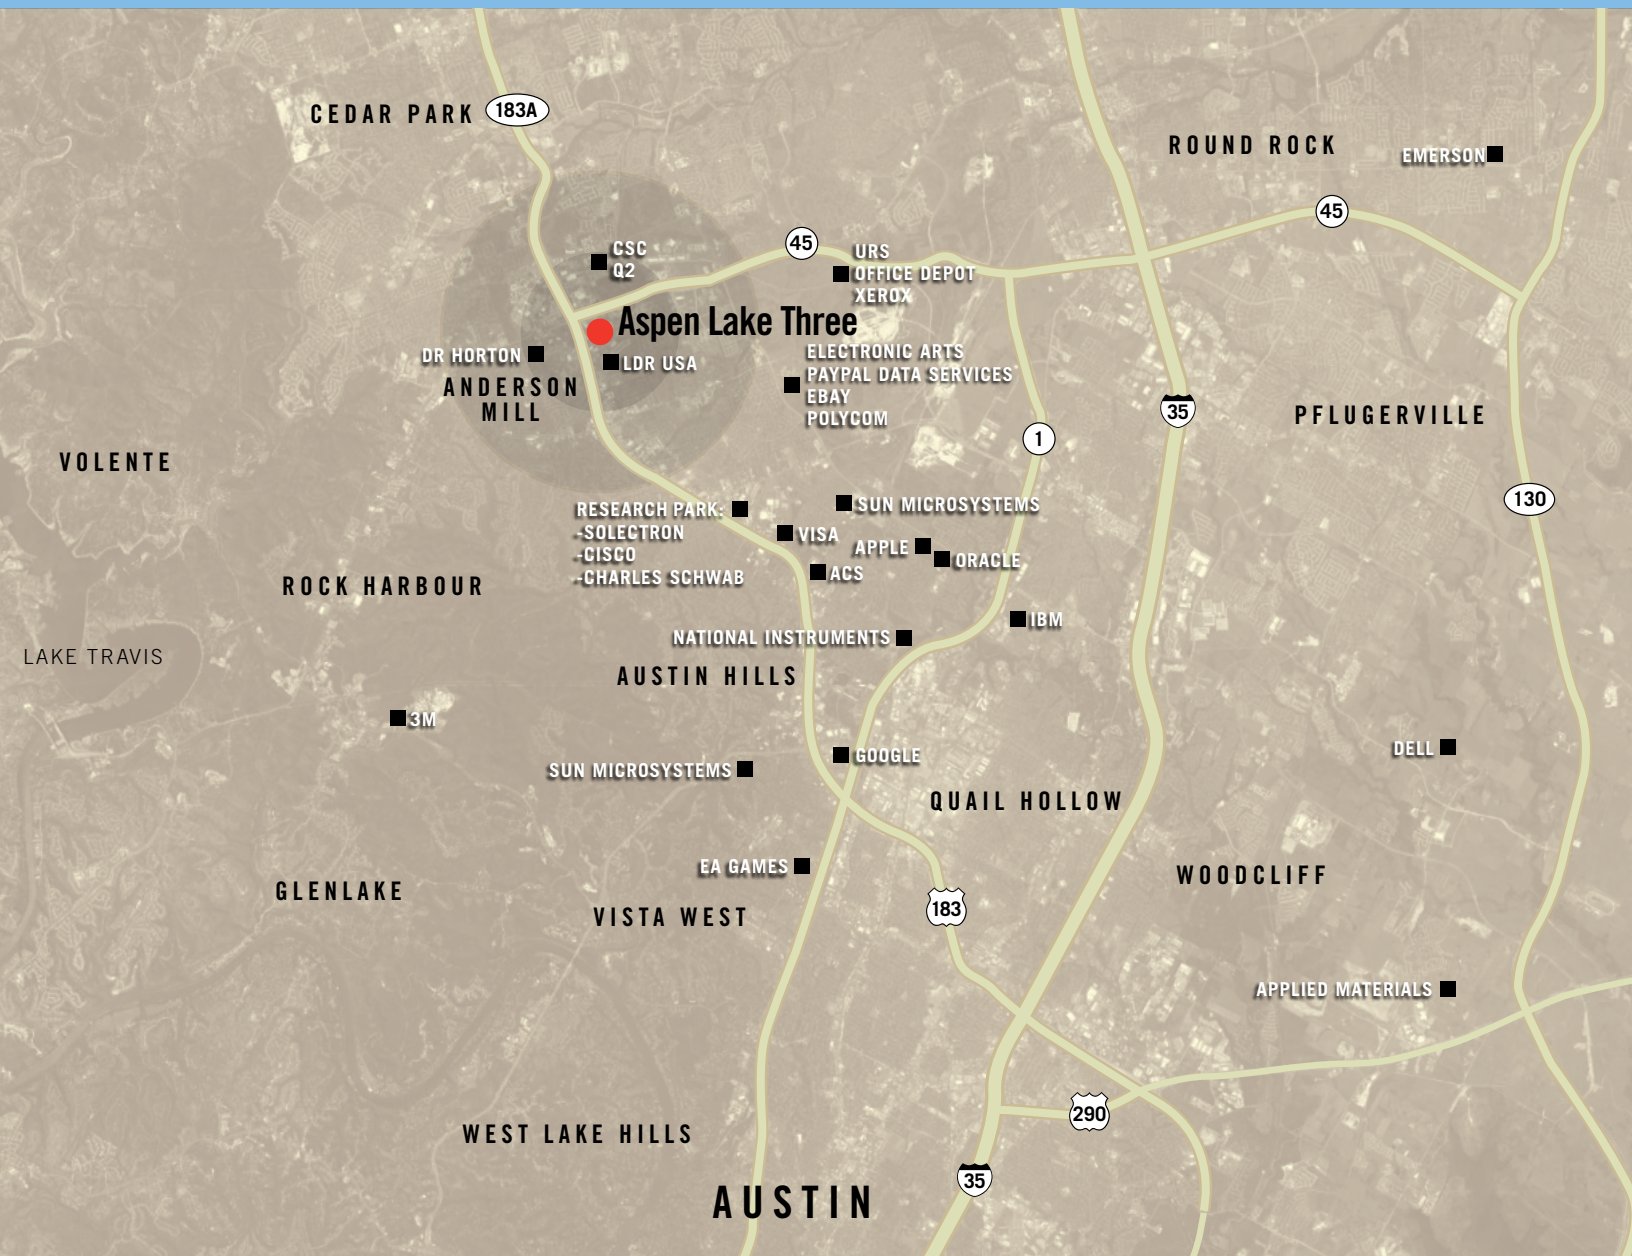 CEDAR PARK
183A
ROUND ROCK
EMERSON
45
45
CSC
Q2
URS
OFFICE DEPOT
XEROX
Aspen Lake Three
DR HORTON
LDR USA
ANDERSON
MILL
ELECTRONIC ARTS
PAYPAL DATA SERVICES
EBAY
POLYCOM
35
1
PFLUGERVILLE
VOLENTE
130
RESEARCH PARK:
-SOLECTRON
-CISCO
-CHARLES SCHWAB
SUN MICROSYSTEMS
VISA
APPLE
ORACLE
ACS
ROCK HARBOUR
IBM
NATIONAL INSTRUMENTS
LAKE TRAVIS
AUSTIN HILLS
3M
GOOGLE
DELL
SUN MICROSYSTEMS
QUAIL HOLLOW
EA GAMES
WOODCLIFF
GLENLAKE
VISTA WEST
183
APPLIED MATERIALS
290
WEST LAKE HILLS
35
AUSTIN